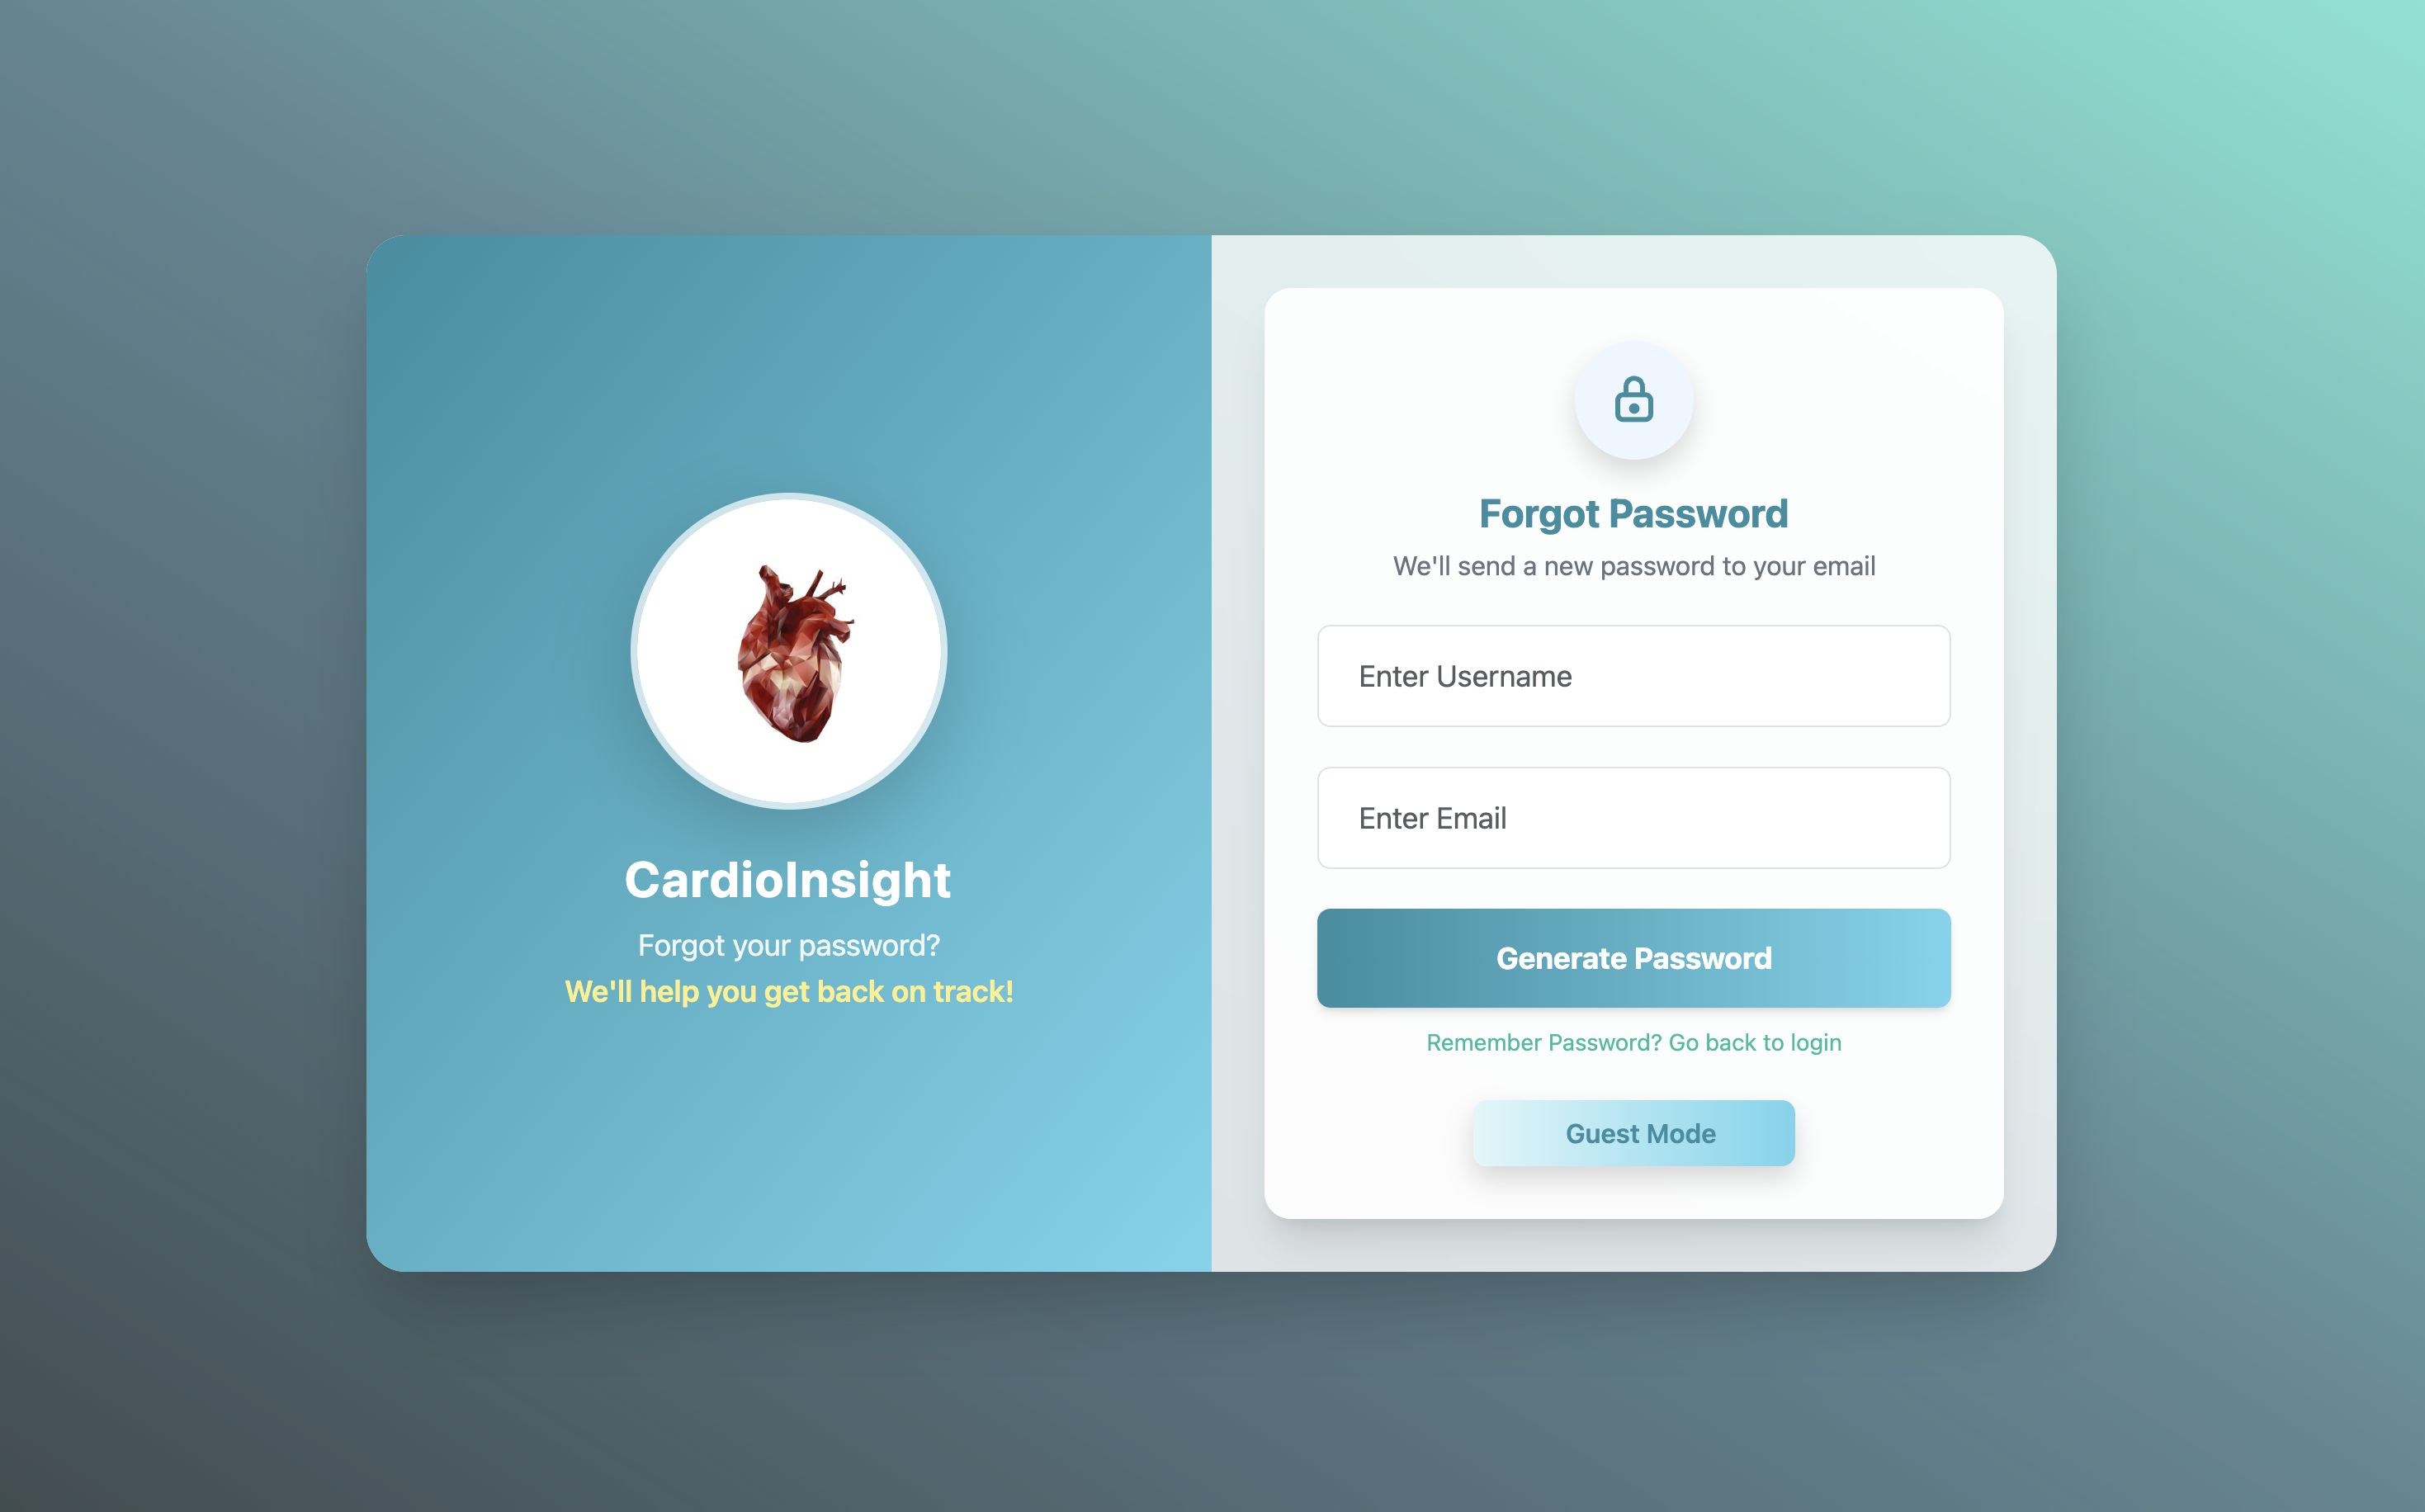 CardioInsight
Forgot your password?
We'll help you get back on track!
Forgot Password
We'll send a new password to your email
Enter Username
Enter Email
Generate Password
Remember Password? Go back to login
Guest Mode